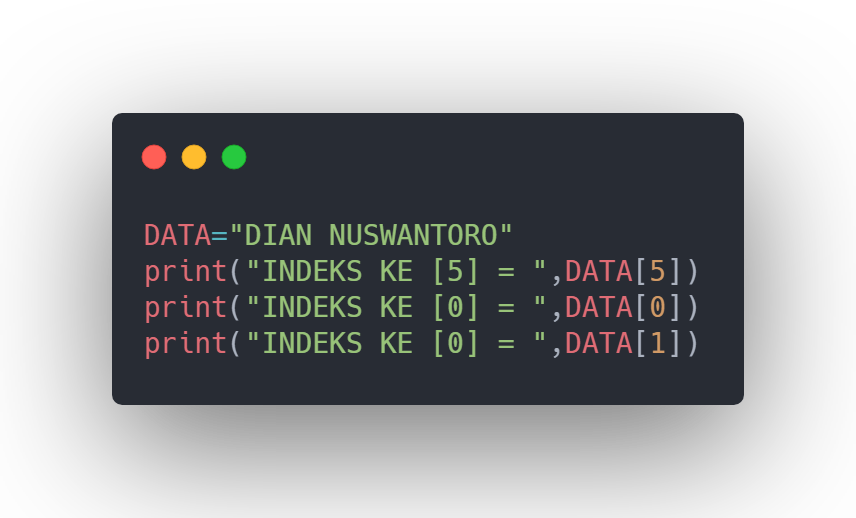 DATA="DIAN NUSWANTORO"
print("INDEKS KE [5] = ",DATA[5])
print("INDEKS KE [0] = ",DATA[0])
print("INDEKS KE [0] = ",DATA[1])